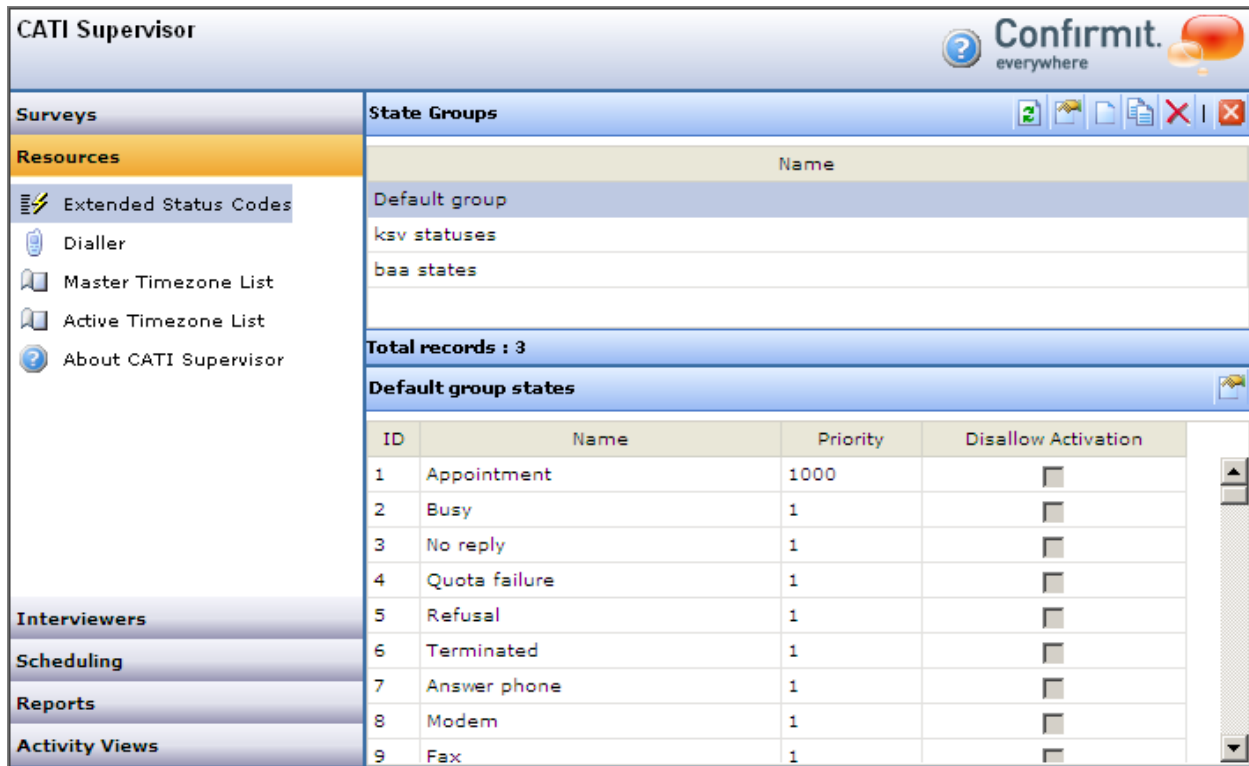 CATI Supervisor
Confirmit.
everywhere
Surveys
Resources
Extended Status Codes
Dialler
Master Timezone List
Active Timezone List
About CATI Supervisor
Interviewers
Scheduling
Reports
Activity Views
State Groups
Name
Default group
ksv statuses
baa states
Total records : 3
Default group states
ID Name Priority Disallow Activation
1 Appointment 1000
2 Busy 1
3 No reply 1
4 Quota failure 1
5 Refusal 1
6 Terminated 1
7 Answer phone 1
8 Modem 1
9 Fax 1